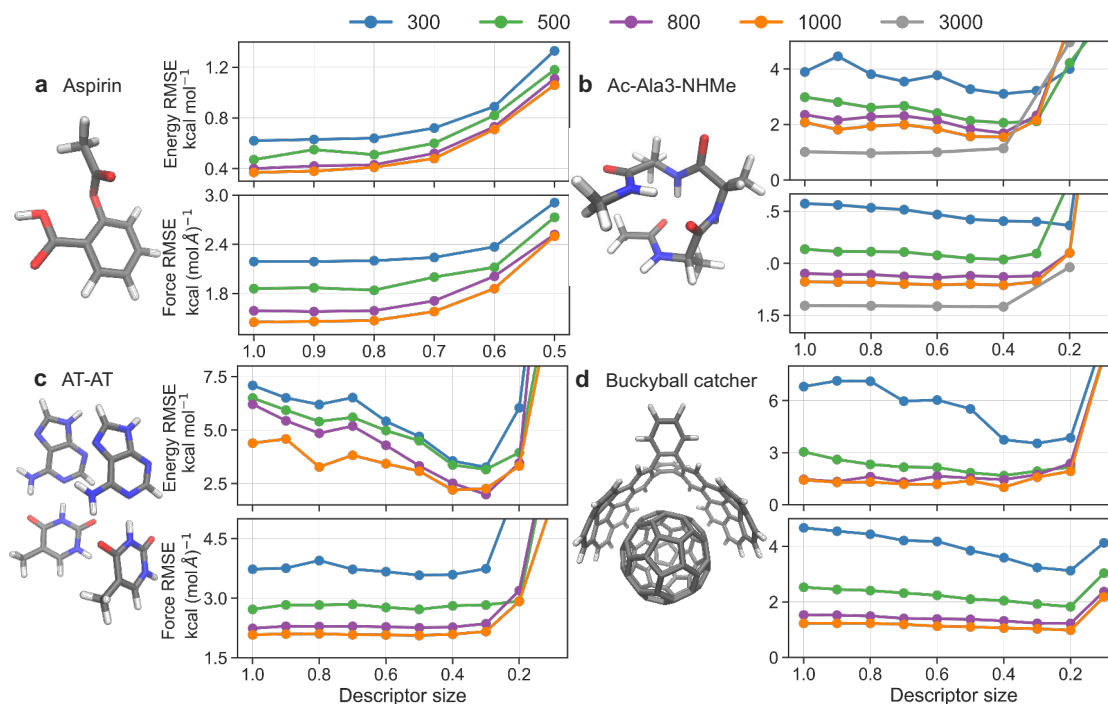 300 500 800 1000 3000
a Aspirin
Energy RMSE
kcal mol⁻¹
1.2
0.8
0.4
Force RMSE
kcal (mol Å)⁻¹
3.0
2.4
1.8
1.0 0.9 0.8 0.7 0.6 0.5
b Ac-Ala3-NHMe
4
2
0
.5
.0
1.5
1.0 0.8 0.6 0.4 0.2
c AT-AT
Energy RMSE
kcal mol⁻¹
7.5
5.0
2.5
Force RMSE
kcal (mol Å)⁻¹
4.5
3.0
1.5
1.0 0.8 0.6 0.4 0.2
Descriptor size
d Buckyball catcher
6
3
0
4
2
0
1.0 0.8 0.6 0.4 0.2
Descriptor size